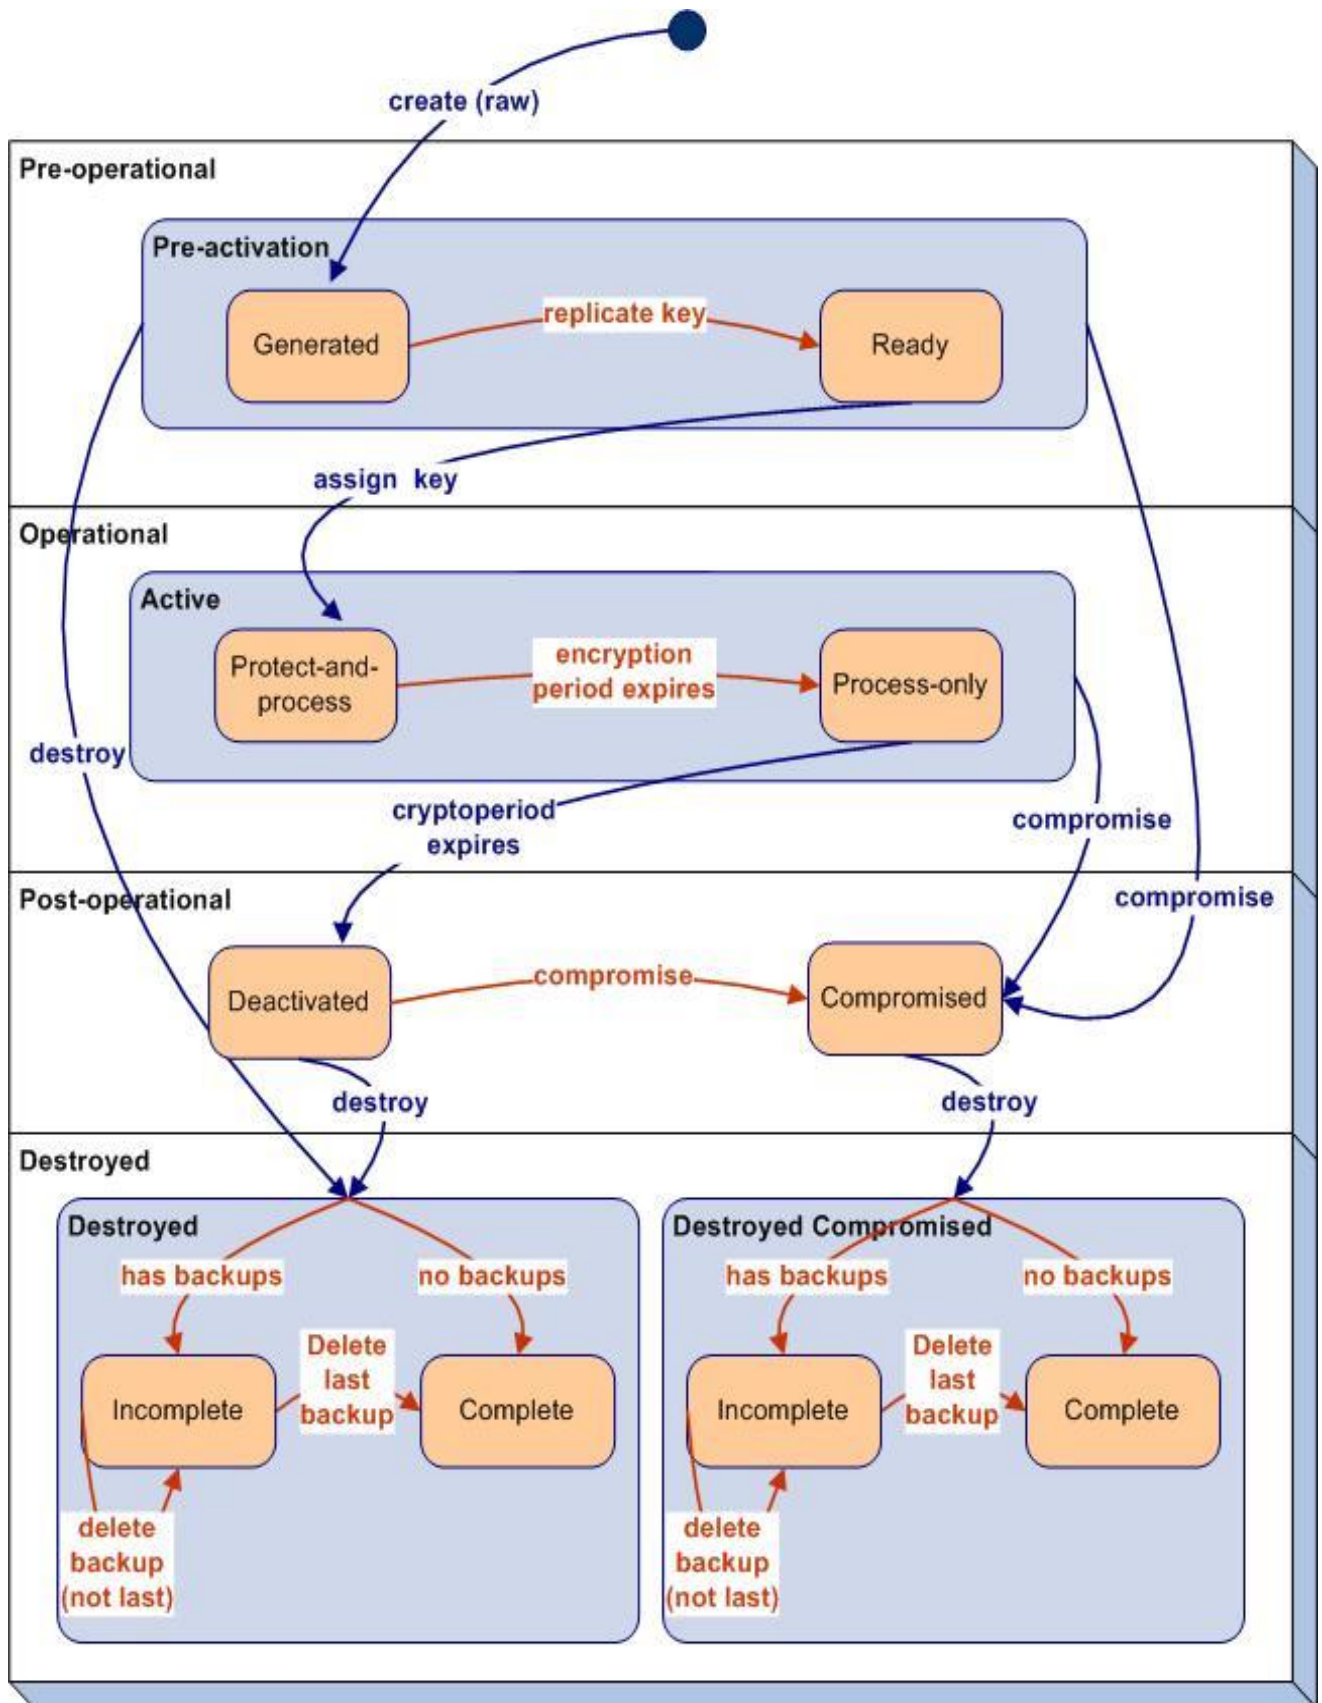 create (raw)
Pre-operational
Pre-activation
Generated
replicate key
Ready
assign key
Operational
Active
Protect-and-
process
encryption
period expires
Process-only
destroy
cryptoperiod
expires
compromise
Post-operational
compromise
Deactivated
compromise
Compromised
destroy
destroy
Destroyed
Destroyed
has backups
no backups
Incomplete
Delete
last
backup
Complete
delete
backup
(not last)
Destroyed Compromised
has backups
no backups
Incomplete
Delete
last
backup
Complete
delete
backup
(not last)